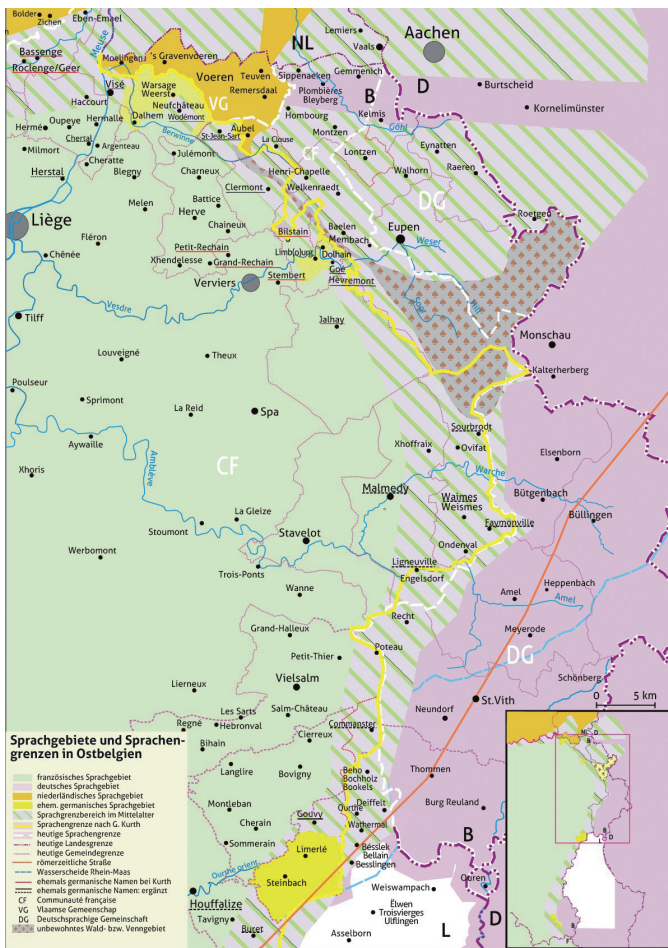 Bolder
Zichen
Eben-Emael
Bassenge
Roclenge/Geer
Meuse
Moelingen
's Gravenvoeren
NL
Lemiers
Vaals
Aachen
Voeren
Teuven
Sippenaeken
Gemmenich
D
Burtscheid
Visé
Warsage
Weerst
Remersdaal
Plombières
Bleyberg
B
Kornelimünster
Haccourt
Neufchâteau
Wodémont
VG
Hombourg
Kelmis
Hermé
Oupeye
Hermalle
Dalhem
Berwinne
St-Jean-Sart
Aubel
Montzen
Göhl
Chertal
Argenteau
La Clouse
CF
Eynatten
Milmort
Cheratte
Julémont
Lontzen
Herstal
Blegny
Charneux
Henri-Chapelle
Walhorn
Raeren
Clermont
Welkenraedt
DG
Melen
Battice
Herve
Roetgen
Liège
Chaineux
Bilstain
Baelen
Eupen
Fléron
Petit-Rechain
Membach
Weser
Chênée
Xhendelesse
Grand-Rechain
Limbourg
Dolhain
Goé
Hèvremont
Verviers
Stembert
Vesdre
Soor
Hill
Tilff
Jalhay
Monschau
Louveigné
Theux
Kalterherberg
Poulseur
Sprimont
La Reid
Spa
Sourbrodt
Aywaille
Xhoffraix
Ovifat
Elsenborn
Xhoris
Amblève
CF
Warche
Malmedy
Waimes
Weismes
Bütgenbach
La Gleize
Faymonville
Büllingen
Stoumont
Stavelot
Werbomont
Ondenval
Trois-Ponts
Ligneuville
Engelsdorf
Heppenbach
Wanne
Amel
Amel
Recht
Grand-Halleux
Meyerode
Poteau
DG
Petit-Thier
Schönberg
Vielsalm
0 5 km
Lierneux
St.Vith
Les Sarts
Salm-Château
Neundorf
Regné
Hebronval
Commanster
Bihain
Cierreux
Langlire
Bovigny
Beho
Bochholz
Bookels
Thommen
Montleban
Deiffelt
Burg Reuland
Gouvy
Ourthe
Cherain
Wathermal
B
Sommerain
Limerlé
Besslek
Bellain
Besslingen
Ourthe orient
Steinbach
Weiswampach
Ouren
Houffalize
Tavigny
Elwen
Troisvierges
Ulflingen
L
D
Buret
Asselborn
Sprachgebiete und Sprachen-
grenzen in Ostbelgien
französisches Sprachgebiet
deutsches Sprachgebiet
niederländisches Sprachgebiet
ehem. germanisches Sprachgebiet
Sprachgrenzbereich im Mittelalter
Sprachengrenze nach G. Kurth
heutige Sprachengrenze
heutige Landesgrenze
heutige Gemeindegrenze
römerzeitliche Straße
Wasserscheide Rhein-Maas
ehemals germanische Namen bei Kurth
ehemals germanische Namen: ergänzt
CF Communauté française
VG Vlaamse Gemeenschap
DG Deutschsprachige Gemeinschaft
unbewohntes Wald- bzw. Venngebiet
NL
D
B
B
D
L
B